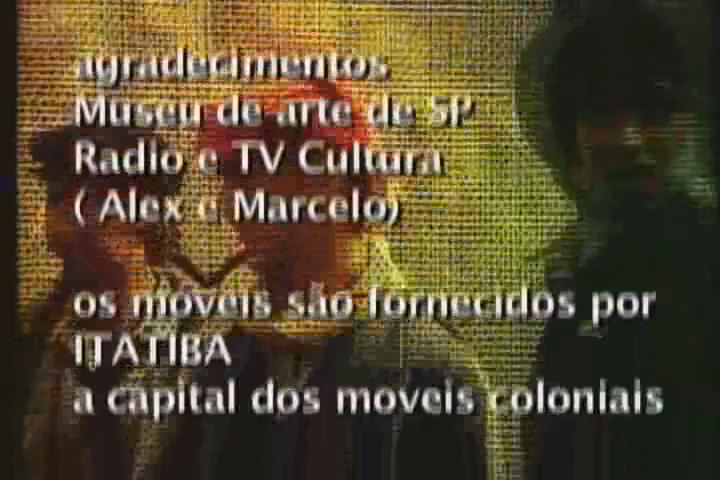 agradecimentos
Museu de arte de SP
Radio e TV Cultura
( Alex e Marcelo)
os móveis são fornecidos por
ITATIBA
a capital dos moveis coloniais